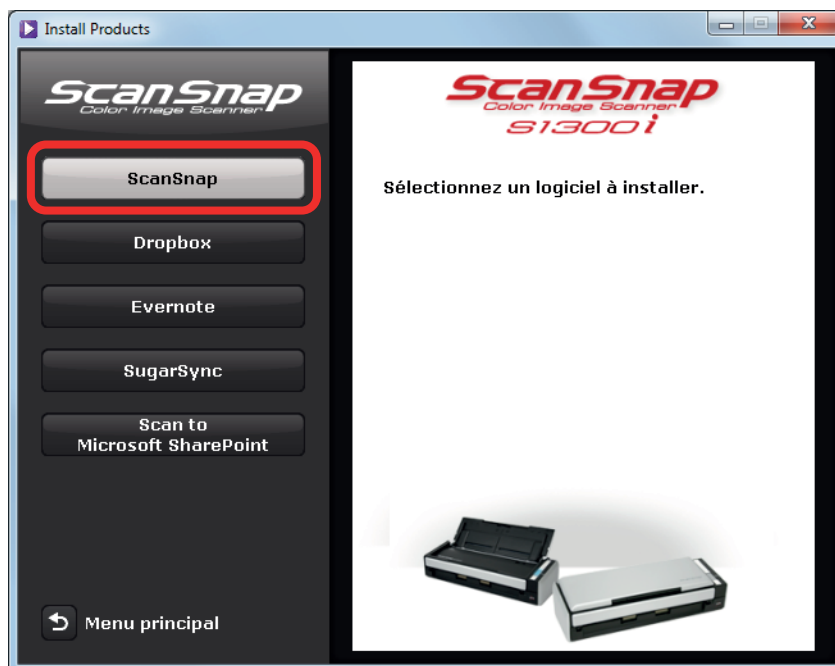 Install Products
ScanSnap
Color Image Scanner
ScanSnap
Dropbox
Evernote
SugarSync
Scan to
Microsoft SharePoint
Menu principal
ScanSnap
Color Image Scanner
S1300i
Sélectionnez un logiciel à installer.